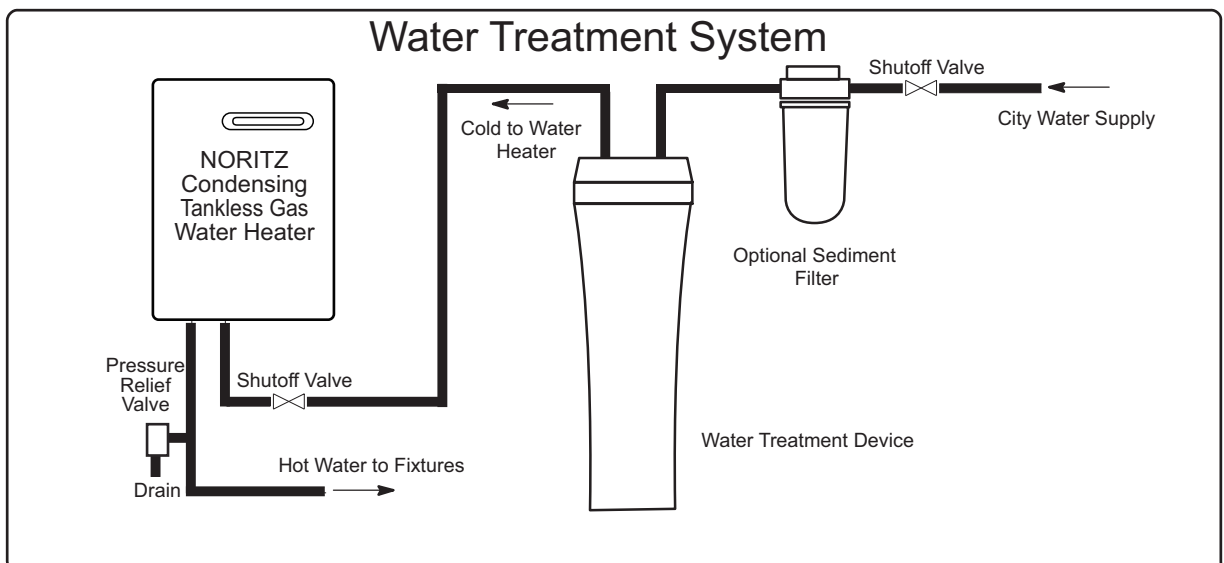 Water Treatment System
Shutoff Valve
City Water Supply
Cold to Water
Heater
NORITZ
Condensing
Tankless Gas
Water Heater
Optional Sediment
Filter
Pressure
Relief
Valve
Shutoff Valve
Water Treatment Device
Hot Water to Fixtures
Drain